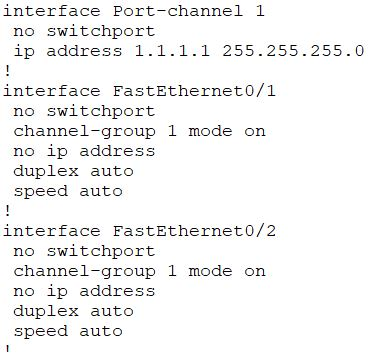 interface Port-channel 1
no switchport
ip address 1.1.1.1 255.255.255.0
!
interface FastEthernet0/1
no switchport
channel-group 1 mode on
no ip address
duplex auto
speed auto
!
interface FastEthernet0/2
no switchport
channel-group 1 mode on
no ip address
duplex auto
speed auto
!